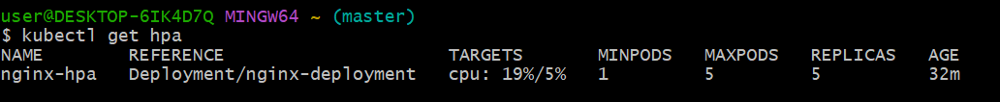 user@DESKTOP-6IK4D7Q MINGW64 ~ (master)
$ kubectl get hpa
NAME REFERENCE TARGETS MINPODS MAXPODS REPLICAS AGE
nginx-hpa Deployment/nginx-deployment cpu: 19%/5% 1 5 5 32m